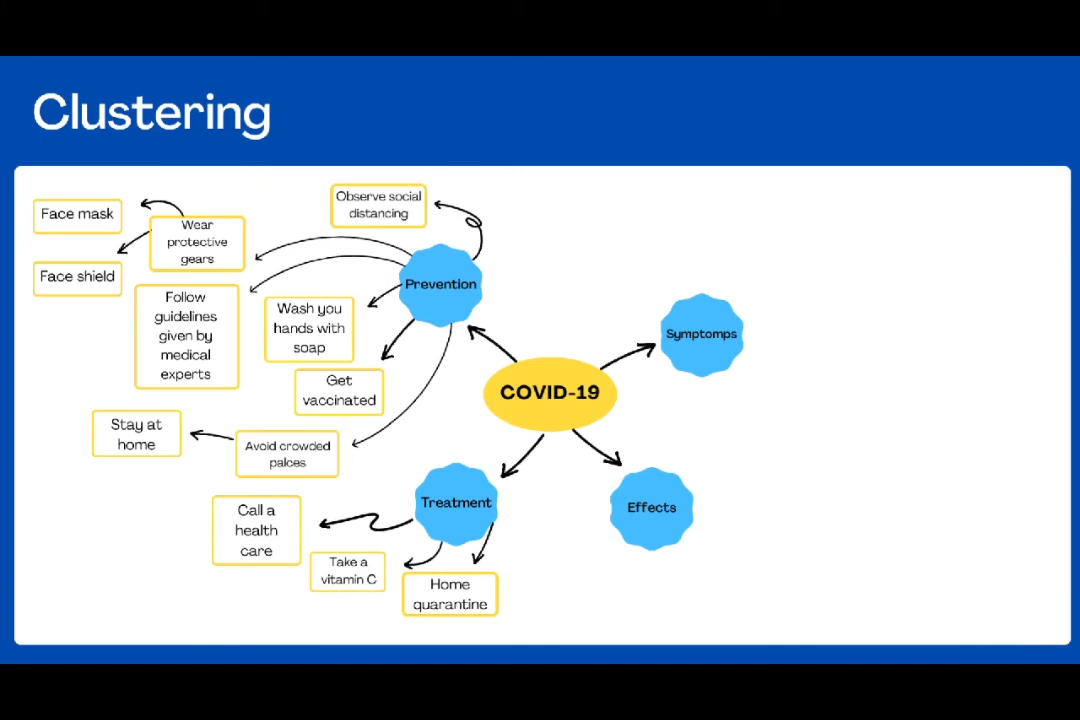 Clustering
Observe social
distancing
Face mask
Wear
protective
gears
Face shield
Prevention
Follow
guidelines
given by
medical
experts
Wash you
hands with
soap
Symptomps
Get
vaccinated
COVID-19
Stay at
home
Avoid crowded
palces
Treatment
Effects
Call a
health
care
Take a
vitamin C
Home
quarantine